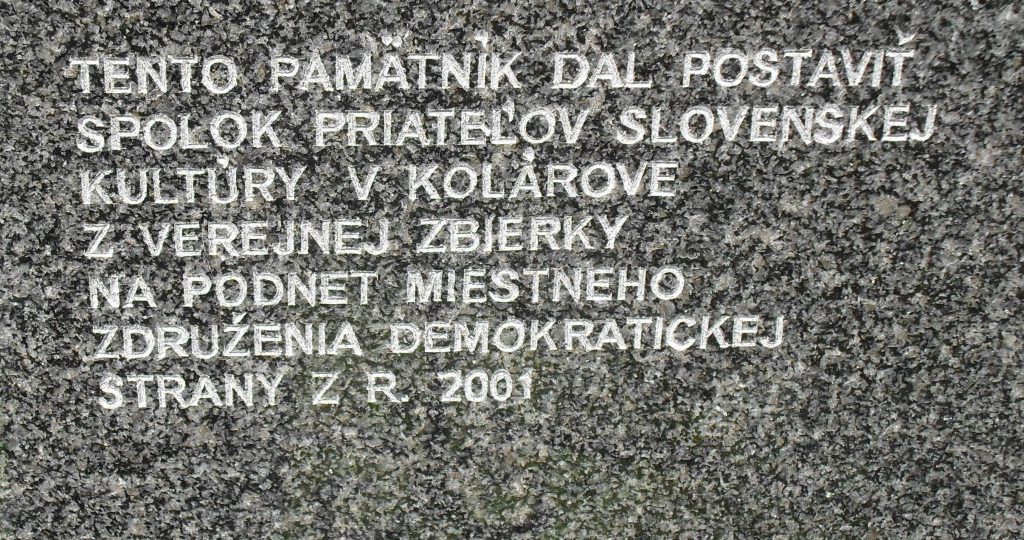 TENTO PAMÄTNÍK DAL POSTAVIŤ
SPOLOK PRIATEĽOV SLOVENSKEJ
KULTÚRY V KOLÁROVE
Z VEREJNEJ ZBIERKY
NA PODNET MIESTNEHO
ZDRUŽENIA DEMOKRATICKEJ
STRANY Z R. 2001